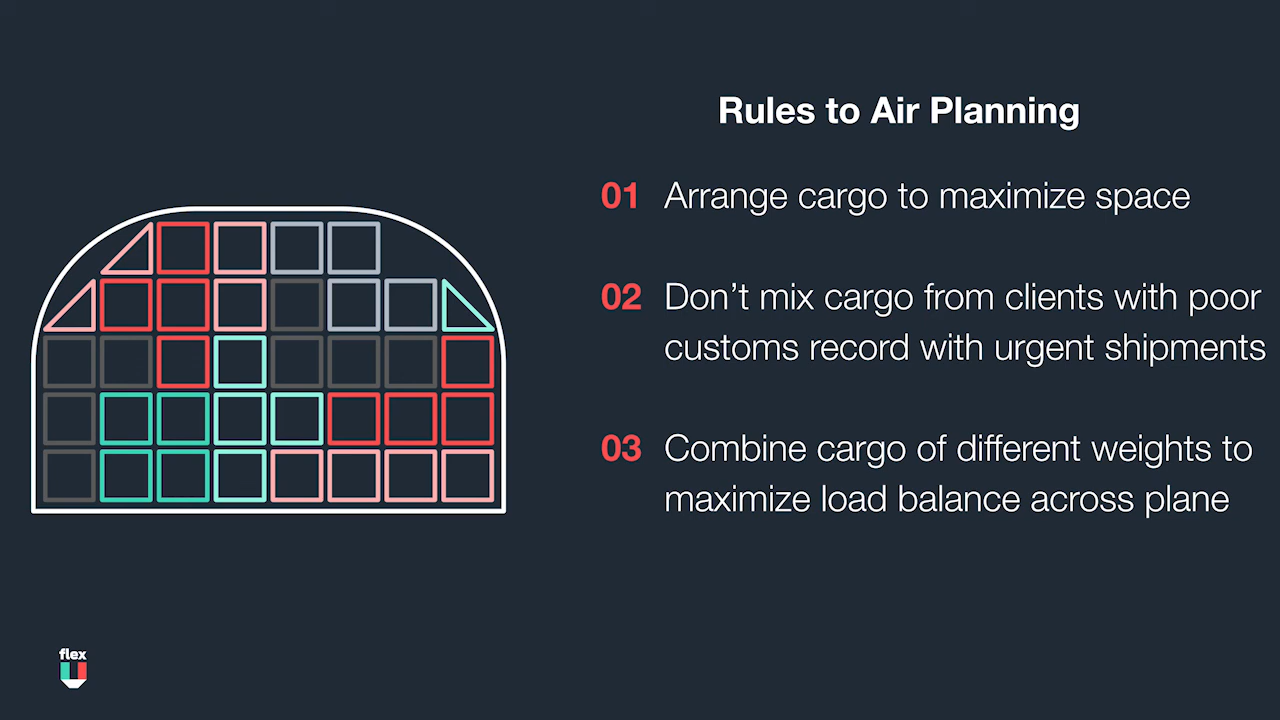 Rules to Air Planning
01 Arrange cargo to maximize space
02 Don’t mix cargo from clients with poor
customs record with urgent shipments
03 Combine cargo of different weights to
maximize load balance across plane
flex